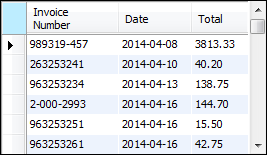 Invoice Number Date Total
989319-457 2014-04-08 3813.33
263253241 2014-04-10 40.20
963253234 2014-04-13 138.75
2-000-2993 2014-04-16 144.70
963253251 2014-04-16 15.50
963253261 2014-04-16 42.75